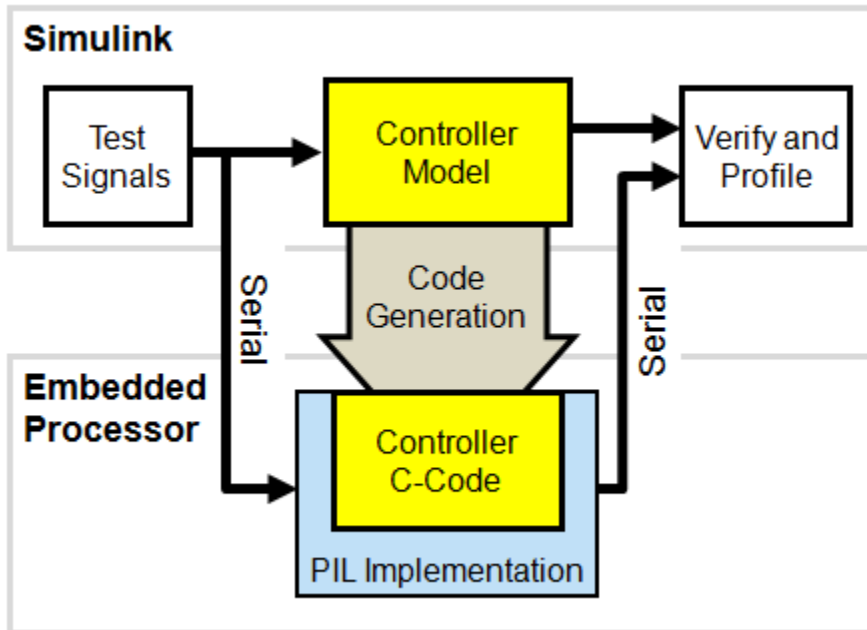 Simulink
Test
Signals
Controller
Model
Verify and
Profile
Code
Generation
Serial
Serial
Embedded
Processor
Controller
C-Code
PIL Implementation